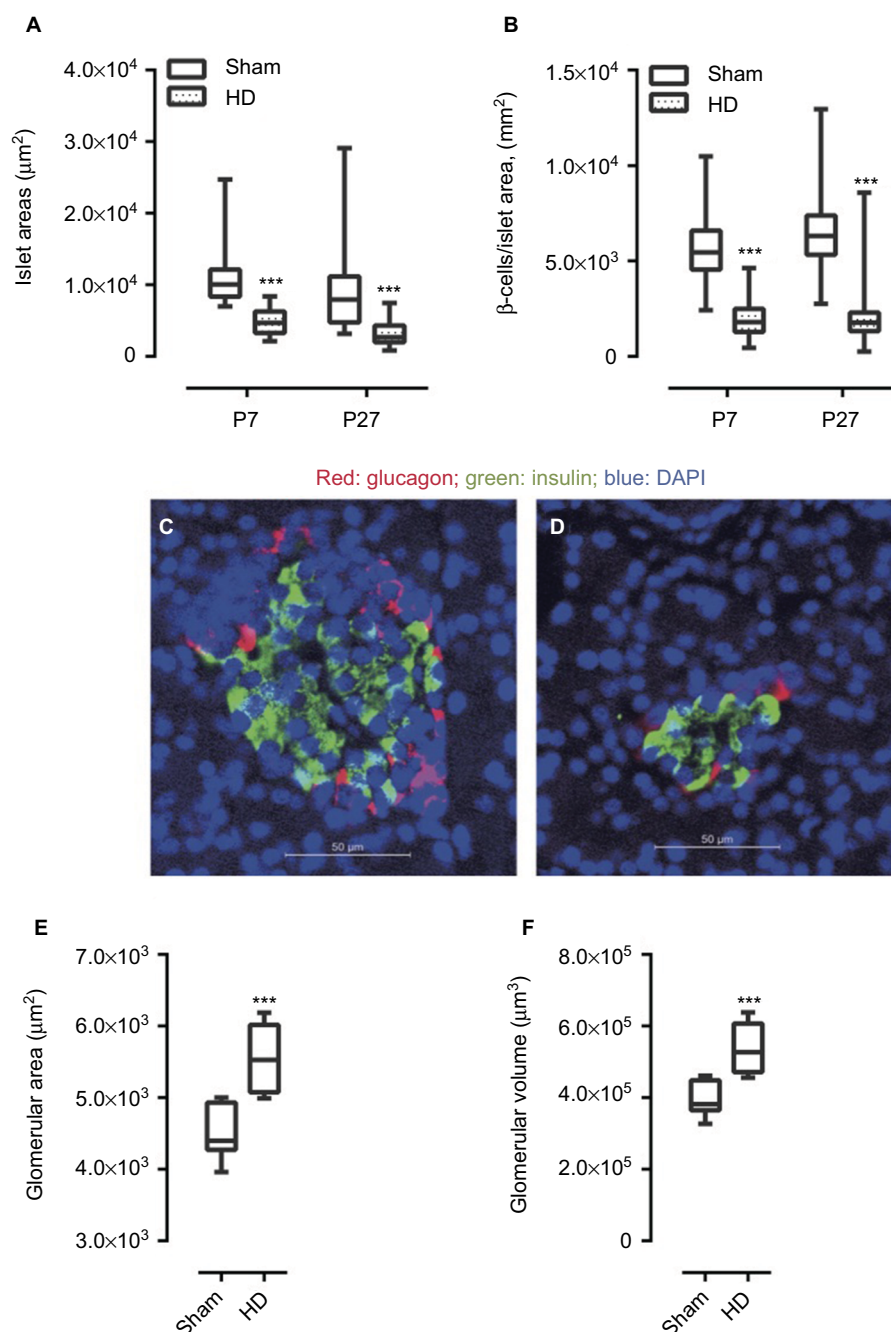 A
Islet areas (μm²)
4.0×10⁴
3.0×10⁴
2.0×10⁴
1.0×10⁴
0
Sham
HD
***
***
P7
P27
B
β-cells/islet area, (mm²)
1.5×10⁴
1.0×10⁴
5.0×10³
0
Sham
HD
***
***
P7
P27
Red: glucagon; green: insulin; blue: DAPI
C
50 μm
D
50 μm
E
Glomerular area (μm²)
7.0×10³
6.0×10³
5.0×10³
4.0×10³
3.0×10³
***
Sham
HD
F
Glomerular volume (μm³)
8.0×10⁵
6.0×10⁵
4.0×10⁵
2.0×10⁵
0
***
Sham
HD